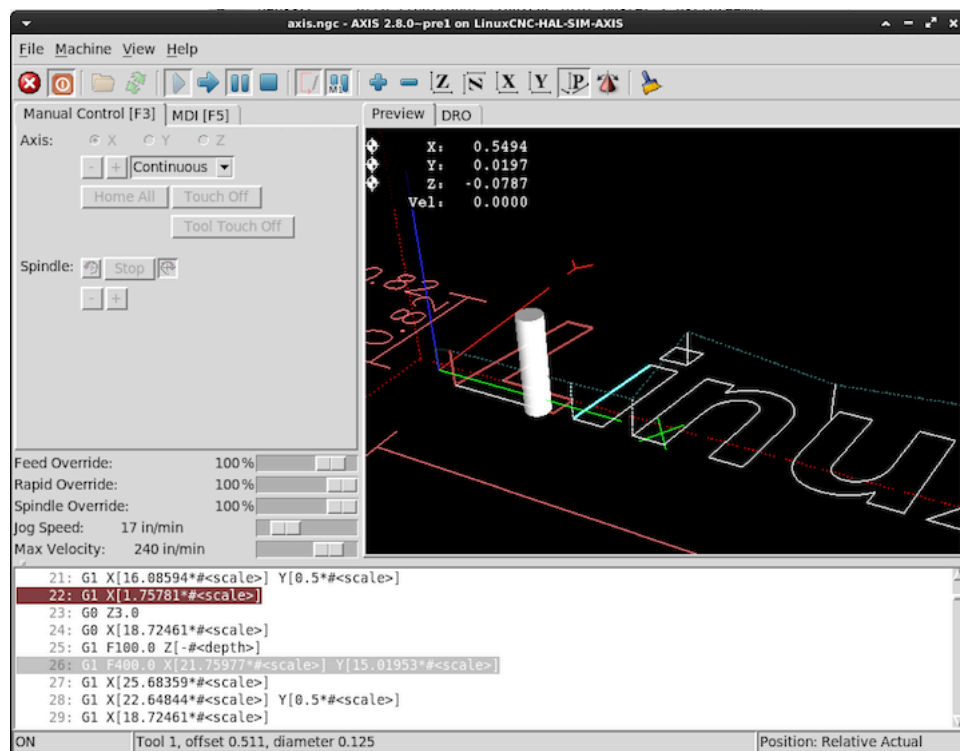 axis.ngc - AXIS 2.8.0~pre1 on LinuxCNC-HAL-SIM-AXIS
File Machine View Help
Manual Control [F3] MDI [F5]
Axis: X Y Z
- + Continuous
Home All Touch Off
Tool Touch Off
Spindle: Stop
- +
Feed Override: 100%
Rapid Override: 100%
Spindle Override: 100%
Jog Speed: 17 in/min
Max Velocity: 240 in/min
Preview DRO
X: 0.5494
Y: 0.0197
Z: -0.0787
Vel: 0.0000
Linux
21: G1 X[16.08594*#<scale>] Y[0.5*#<scale>]
22: G1 X[1.75781*#<scale>]
23: G0 Z3.0
24: G0 X[18.72461*#<scale>]
25: G1 F100.0 Z[-#<depth>]
26: G1 F400.0 X[21.75977*#<scale>] Y[15.01953*#<scale>]
27: G1 X[25.68359*#<scale>]
28: G1 X[22.64844*#<scale>] Y[0.5*#<scale>]
29: G1 X[18.72461*#<scale>]
ON Tool 1, offset 0.511, diameter 0.125 Position: Relative Actual